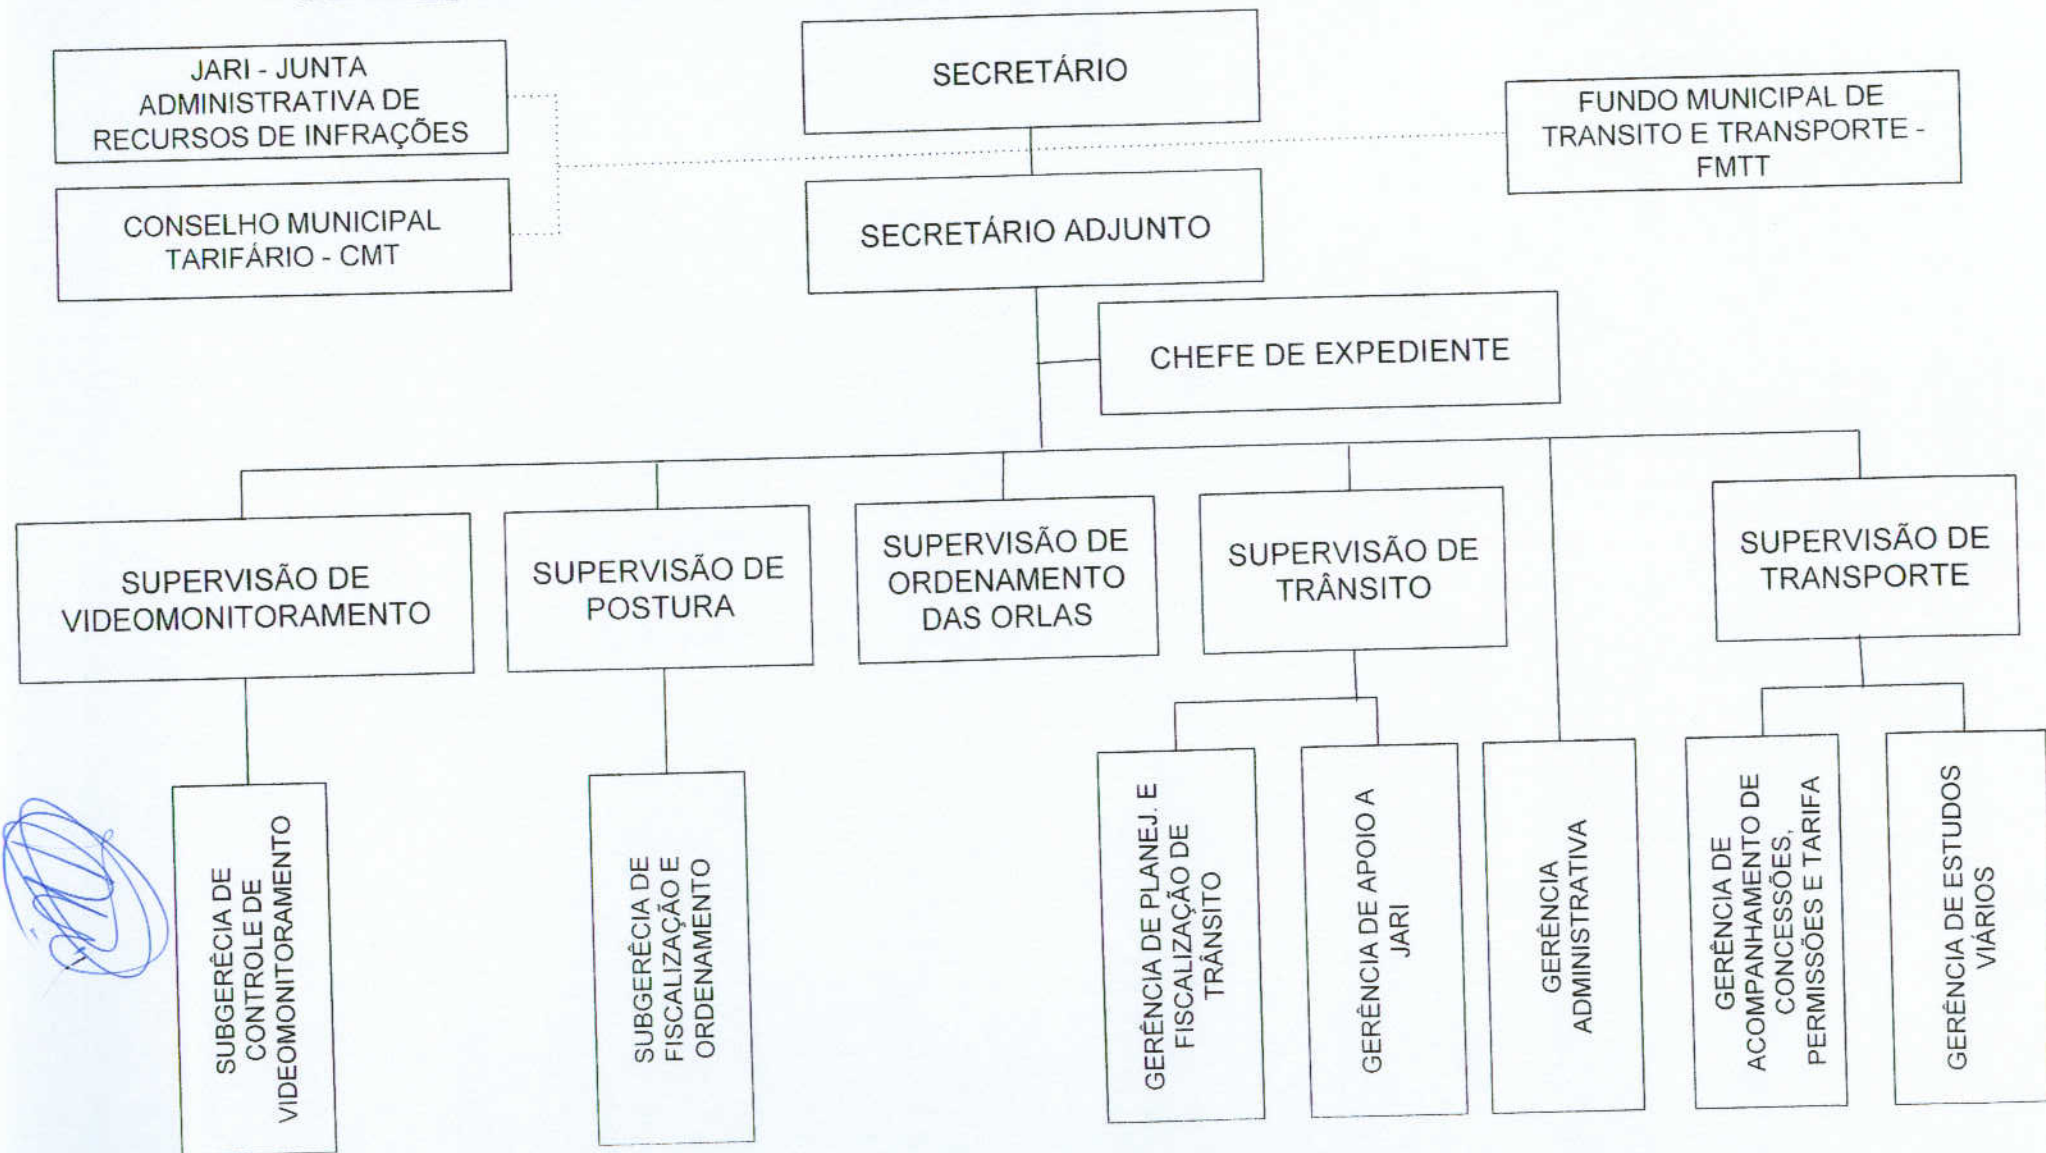 JARI - JUNTA
ADMINISTRATIVA DE
RECURSOS DE INFRAÇÕES
SECRETÁRIO
FUNDO MUNICIPAL DE
TRANSITO E TRANSPORTE -
FMTT
CONSELHO MUNICIPAL
TARIFÁRIO - CMT
SECRETÁRIO ADJUNTO
CHEFE DE EXPEDIENTE
SUPERVISÃO DE
VIDEOMONITORAMENTO
SUPERVISÃO DE
POSTURA
SUPERVISÃO DE
ORDENAMENTO
DAS ORLAS
SUPERVISÃO DE
TRÂNSITO
SUPERVISÃO DE
TRANSPORTE
SUBGERÊCIA DE
CONTROLE DE
VIDEOMONITORAMENTO
SUBGERÊCIA DE
FISCALIZAÇÃO E
ORDENAMENTO
GERÊNCIA DE PLANEJ. E
FISCALIZAÇÃO DE
TRÂNSITO
GERÊNCIA DE APOIO A
JARI
GERÊNCIA
ADMINISTRATIVA
GERÊNCIA DE
ACOMPANHAMENTO DE
CONCESSÕES,
PERMISSÕES E TARIFA
GERÊNCIA DE ESTUDOS
VIÁRIOS